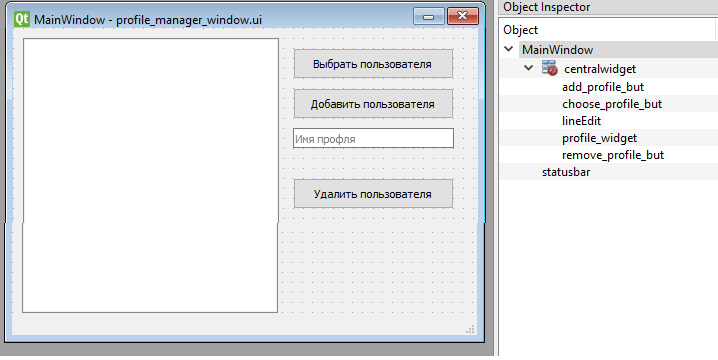 Qt MainWindow - profile_manager_window.ui
Выбрать пользователя
Добавить пользователя
Имя профля
Удалить пользователя
Object Inspector
Object
MainWindow
centralwidget
add_profile_but
choose_profile_but
lineEdit
profile_widget
remove_profile_but
statusbar